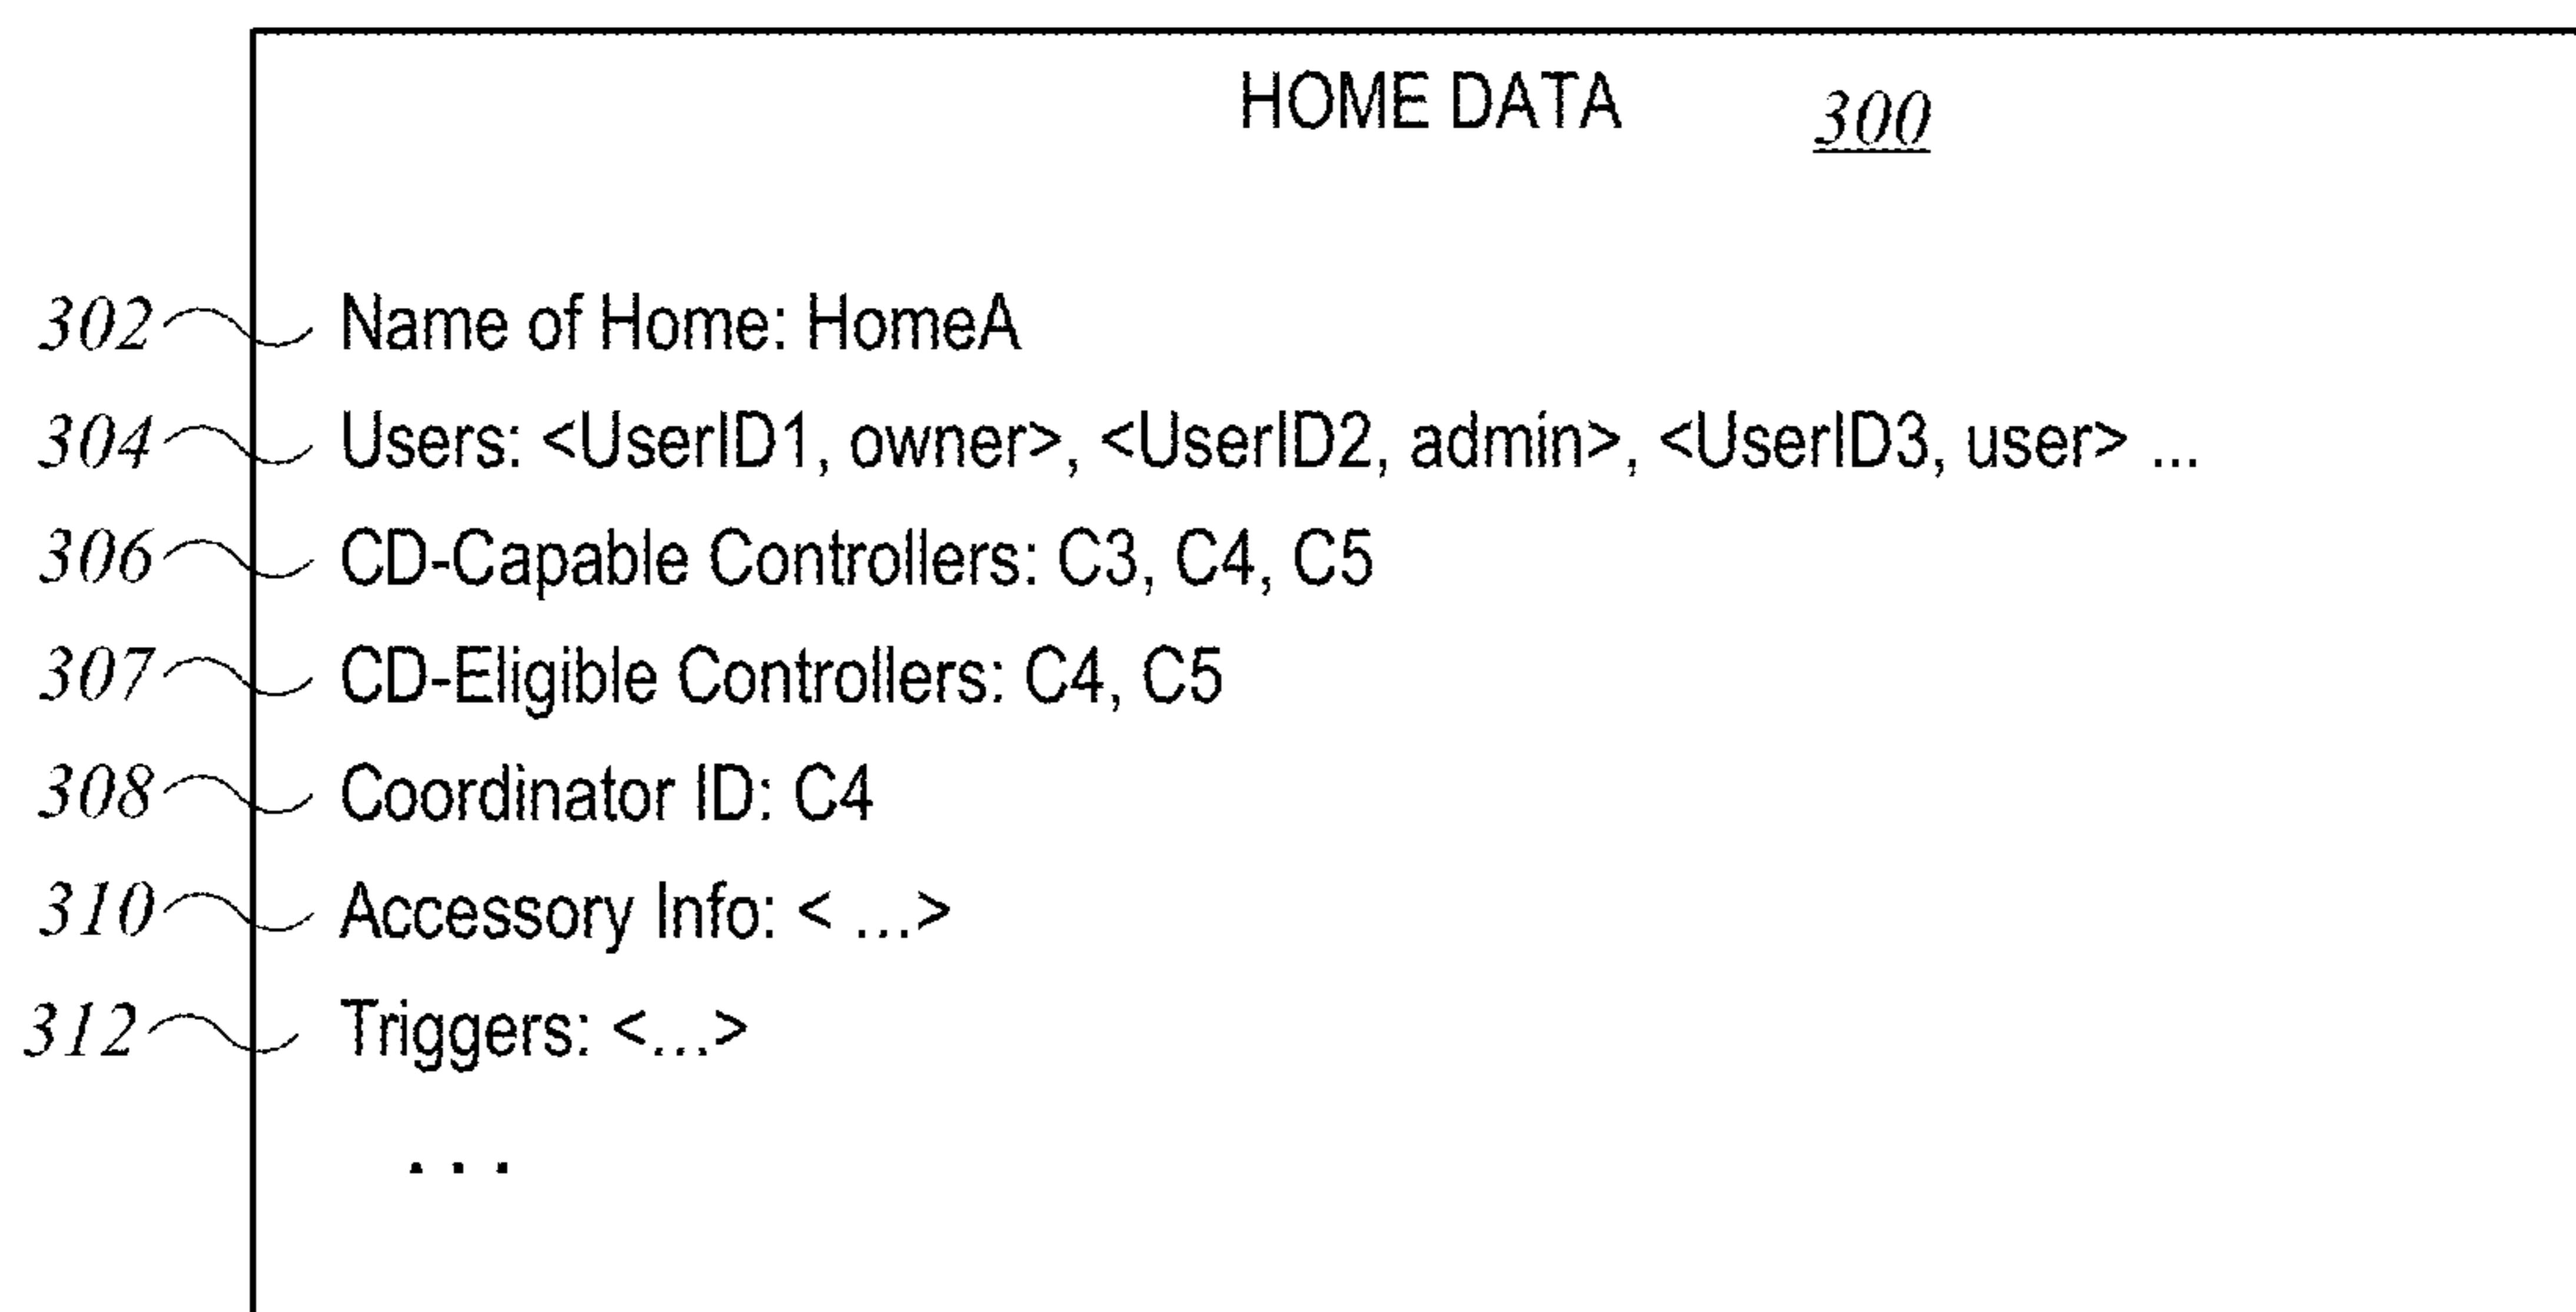 HOME DATA 300
302 Name of Home: HomeA
304 Users: <UserID1, owner>, <UserID2, admin>, <UserID3, user> ...
306 CD-Capable Controllers: C3, C4, C5
307 CD-Eligible Controllers: C4, C5
308 Coordinator ID: C4
310 Accessory Info: < ...>
312 Triggers: <...>
. . .